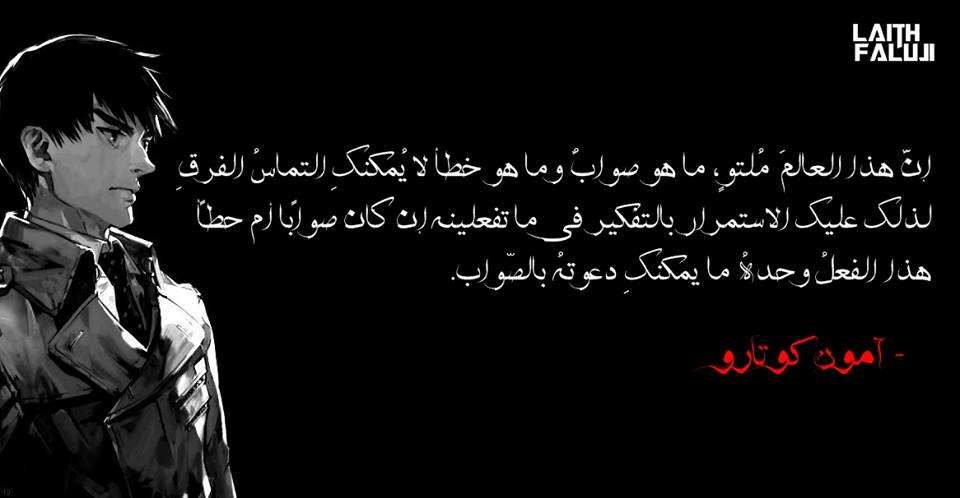 LAITH
FALUJI
إنّ هذا العالمَ مُلتوٍ، ما هو صوابٌ وما هو خطأ لا يُمكنكِ التماسُ الفرقِ
لذلك عليك الاستمرار بالتفكير في ما تفعلينه إن كان صوابًا أم خطأً
هذا الفعلُ وحدهُ ما يمكنكِ دعوتهُ بالصّواب.
- آمون كوتارو